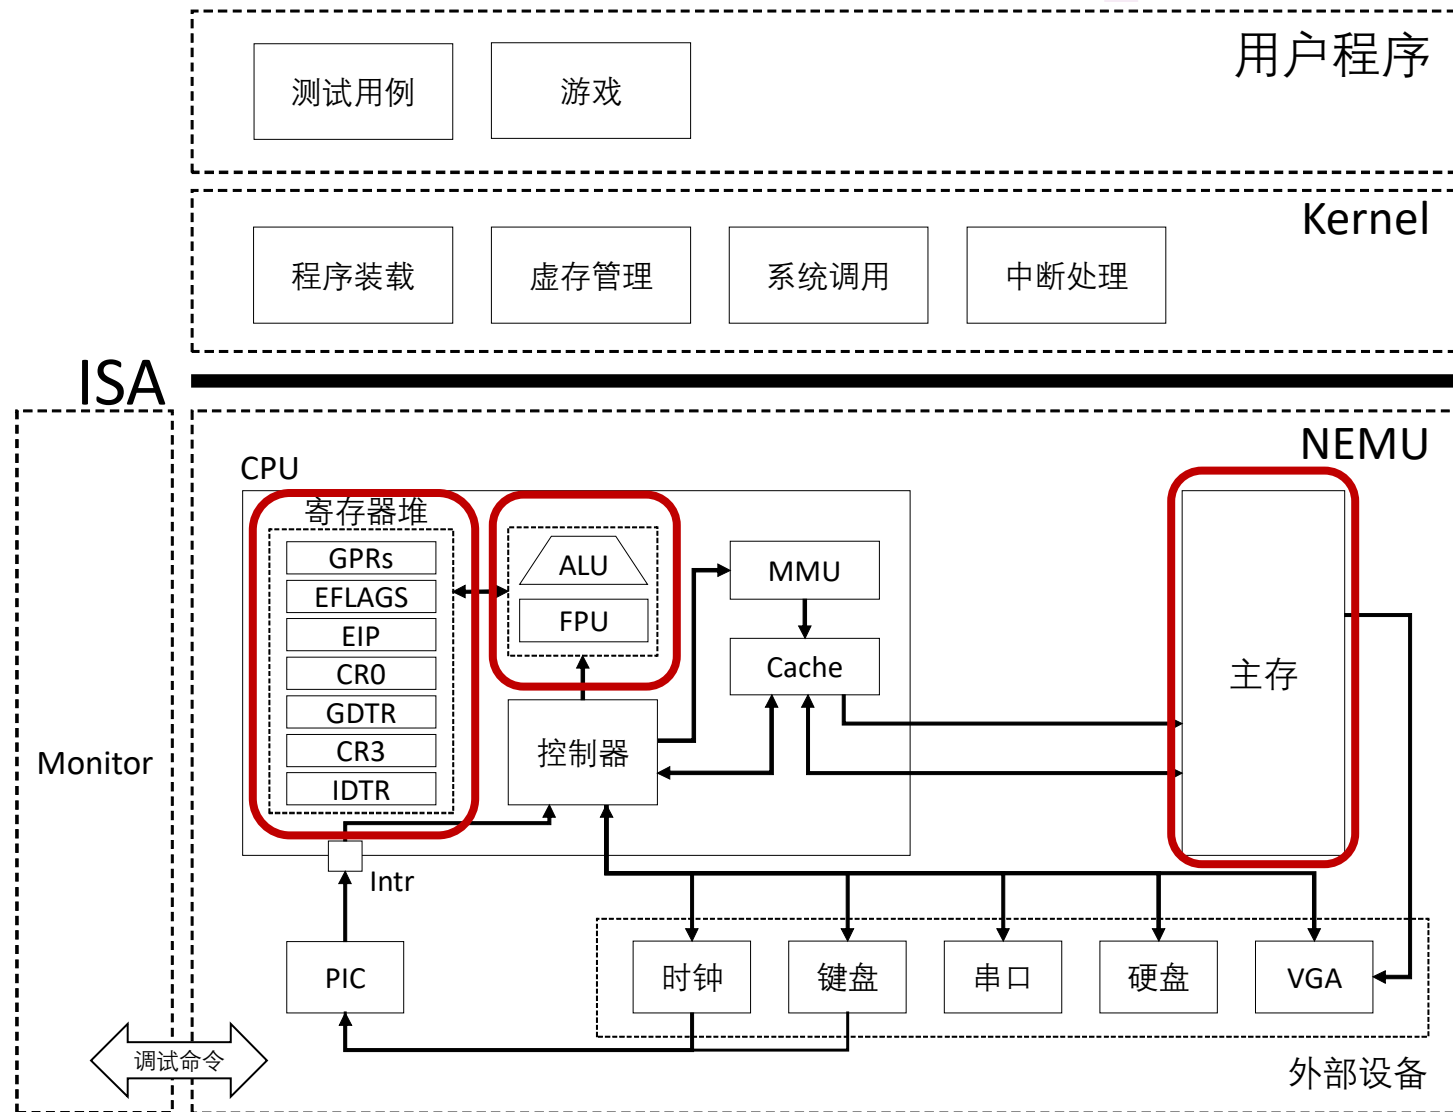 用户程序
测试用例
游戏
Kernel
程序装载
虚存管理
系统调用
中断处理
ISA
NEMU
CPU
寄存器堆
GPRs
EFLAGS
EIP
CR0
GDTR
CR3
IDTR
ALU
FPU
MMU
Cache
控制器
主存
Monitor
Intr
PIC
时钟
键盘
串口
硬盘
VGA
调试命令
外部设备